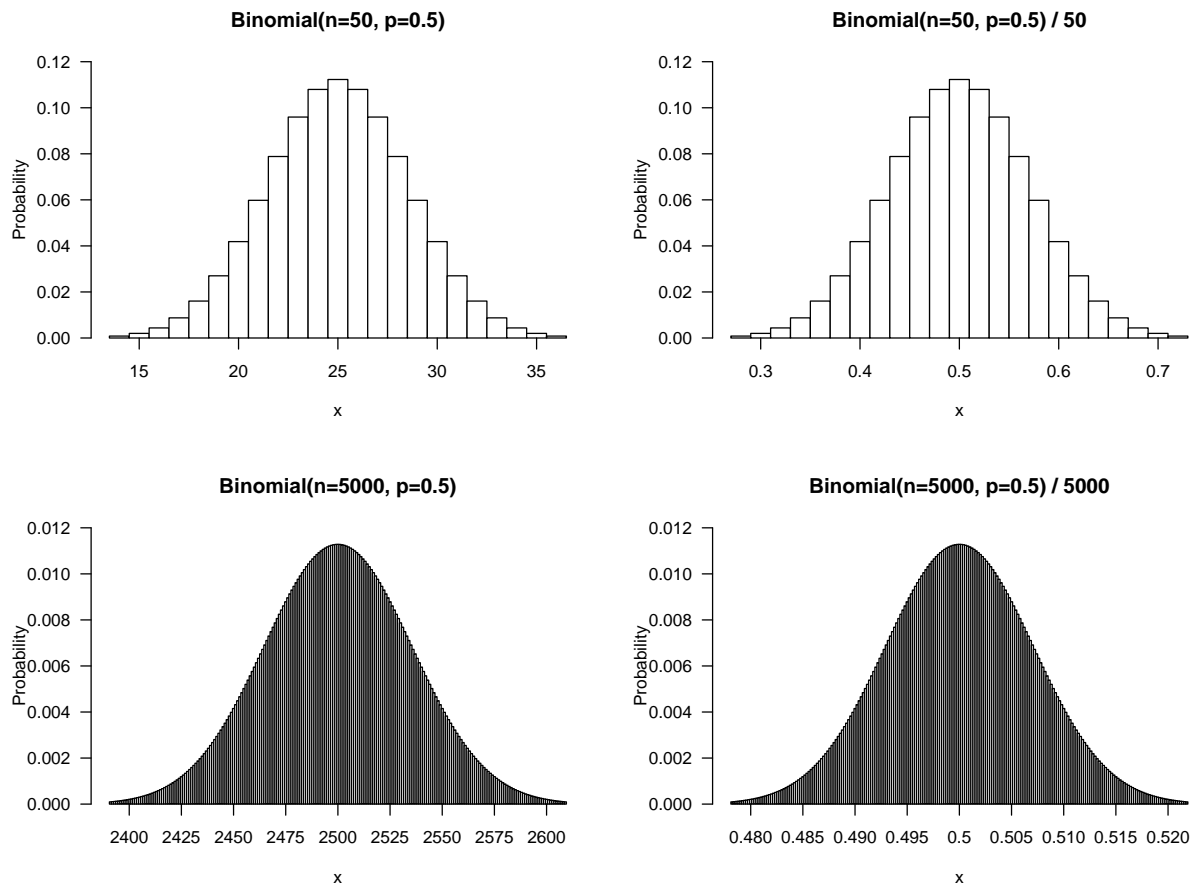 Binomial(n=50, p=0.5)
0.12
0.10
0.08
0.06
0.04
0.02
0.00
Probability
15 20 25 30 35
x
Binomial(n=50, p=0.5) / 50
0.12
0.10
0.08
0.06
0.04
0.02
0.00
Probability
0.3 0.4 0.5 0.6 0.7
x
Binomial(n=5000, p=0.5)
0.012
0.010
0.008
0.006
0.004
0.002
0.000
Probability
2400 2425 2450 2475 2500 2525 2550 2575 2600
x
Binomial(n=5000, p=0.5) / 5000
0.012
0.010
0.008
0.006
0.004
0.002
0.000
Probability
0.480 0.485 0.490 0.495 0.5 0.505 0.510 0.515 0.520
x